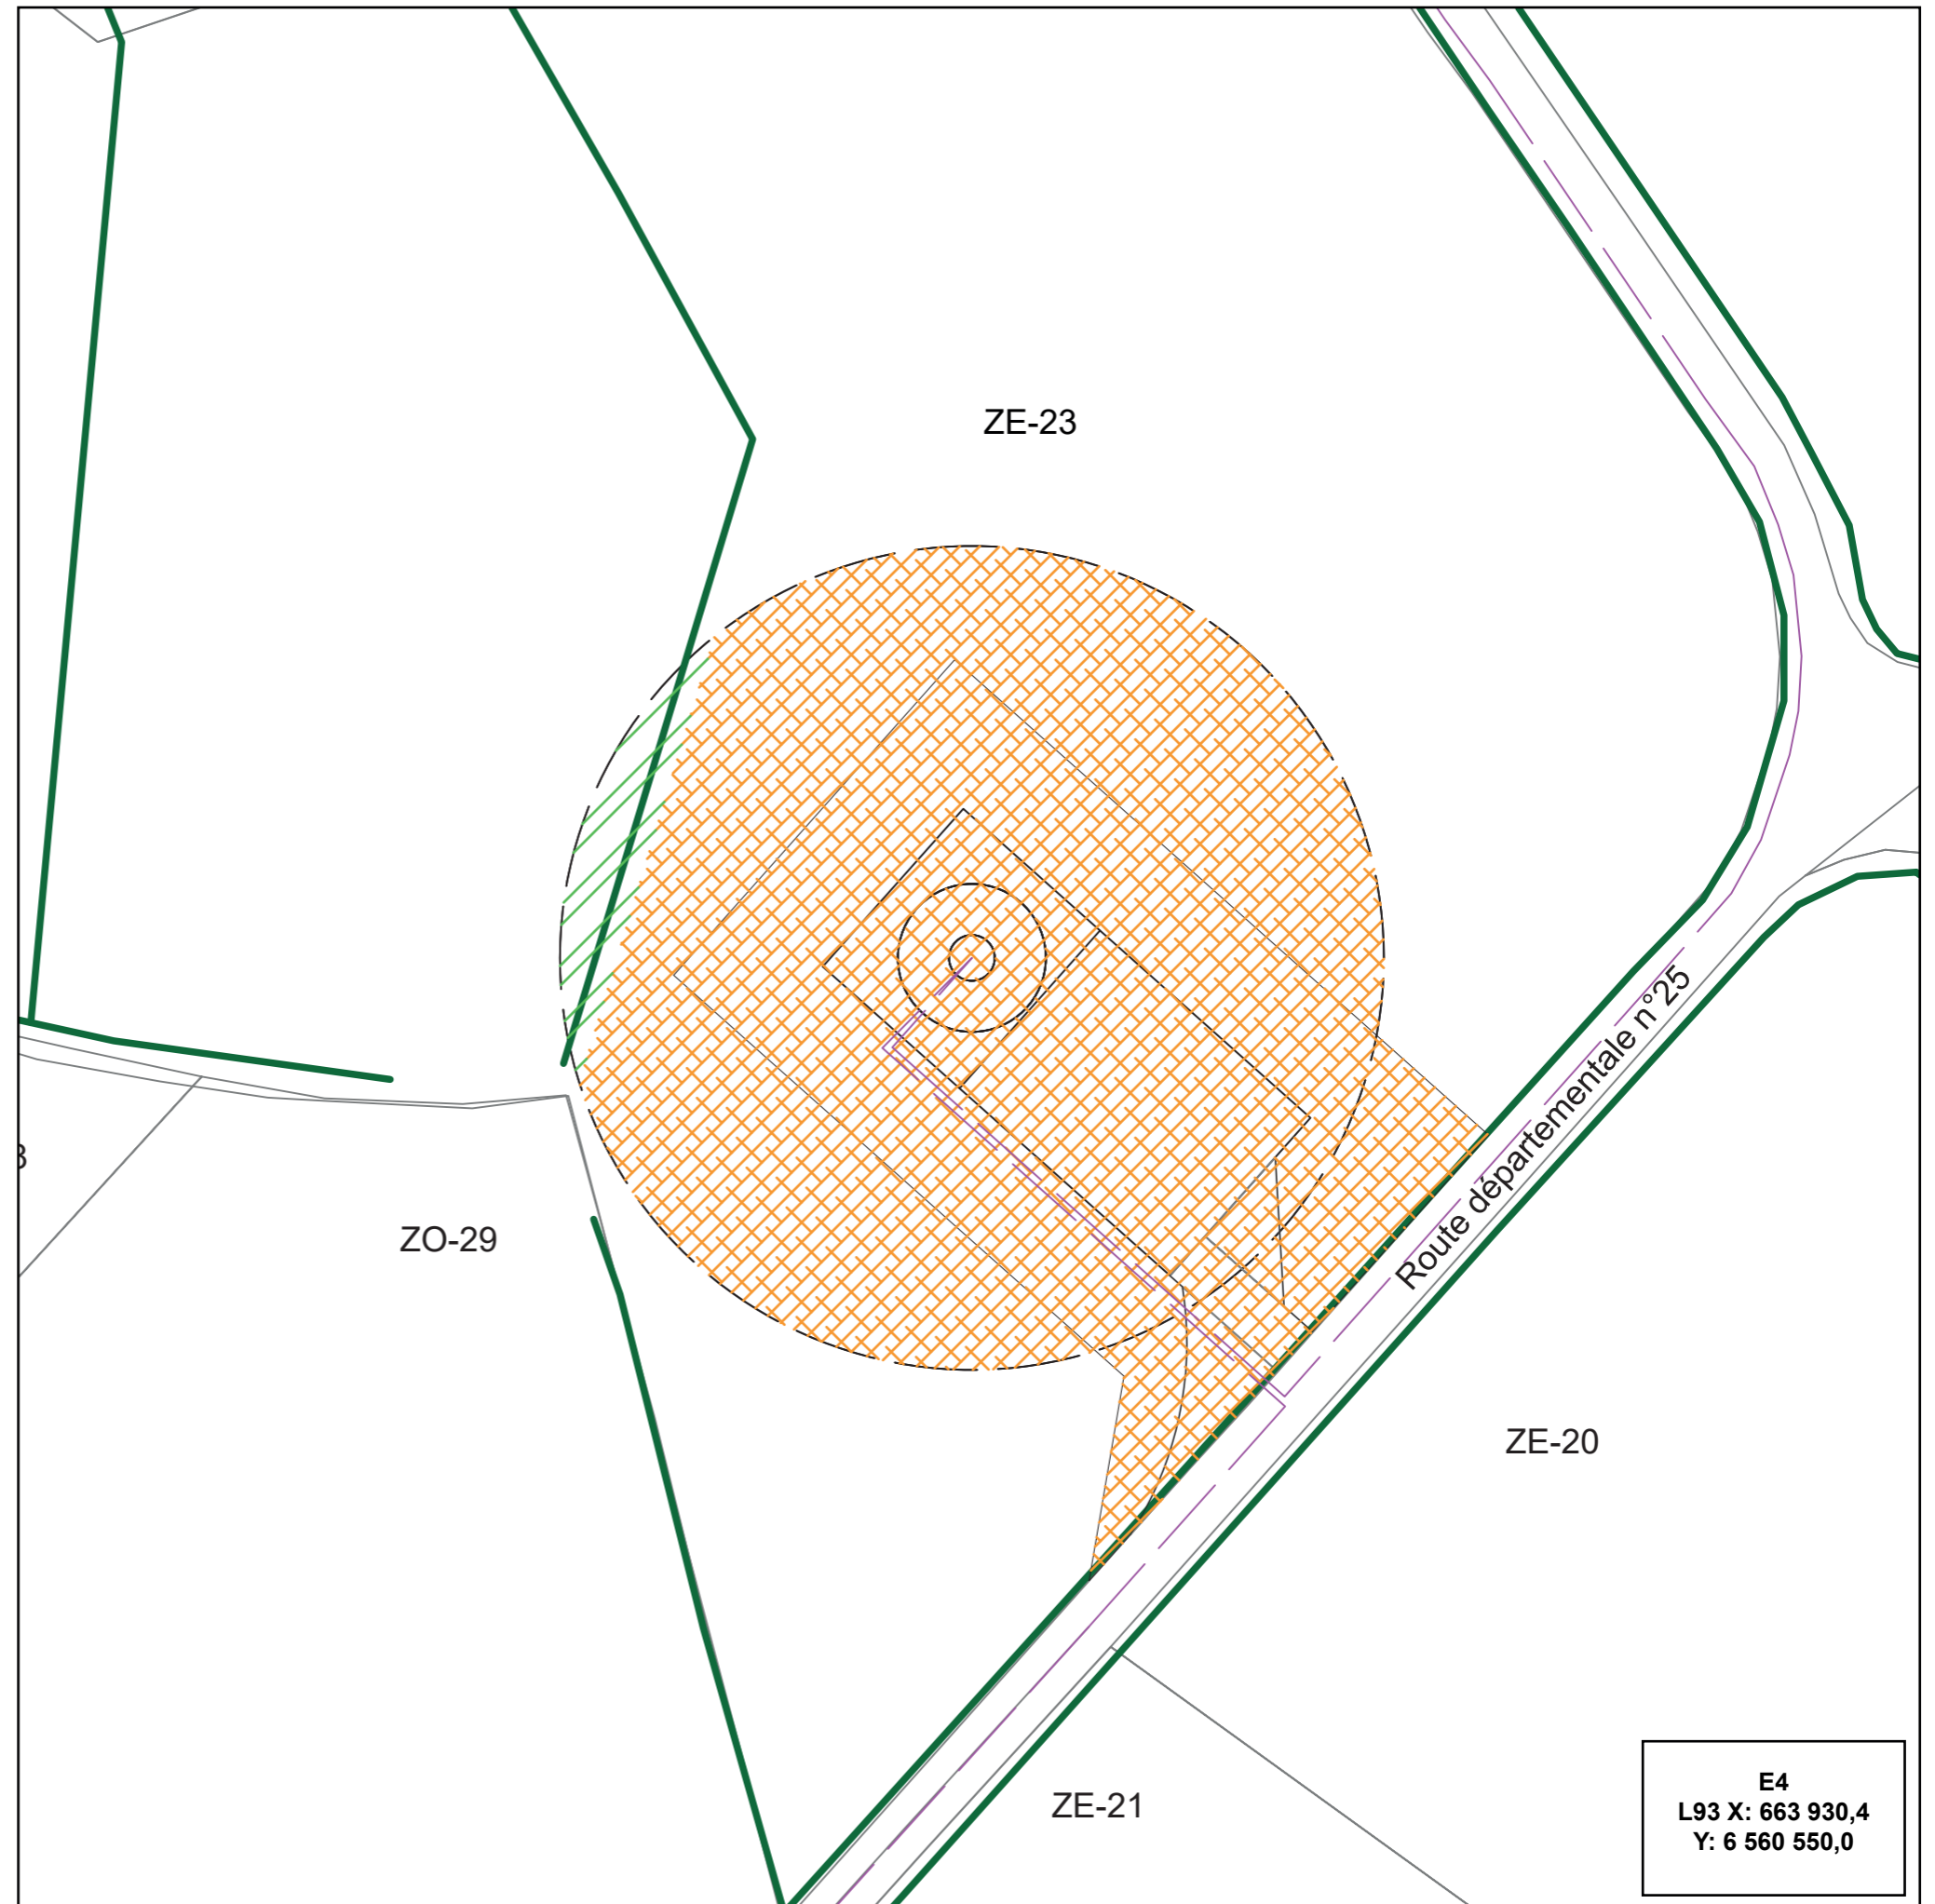 ZE-23
Route départementale n°25
ZO-29
ZE-20
ZE-21
E4
L93 X: 663 930,4
Y: 6 560 550,0